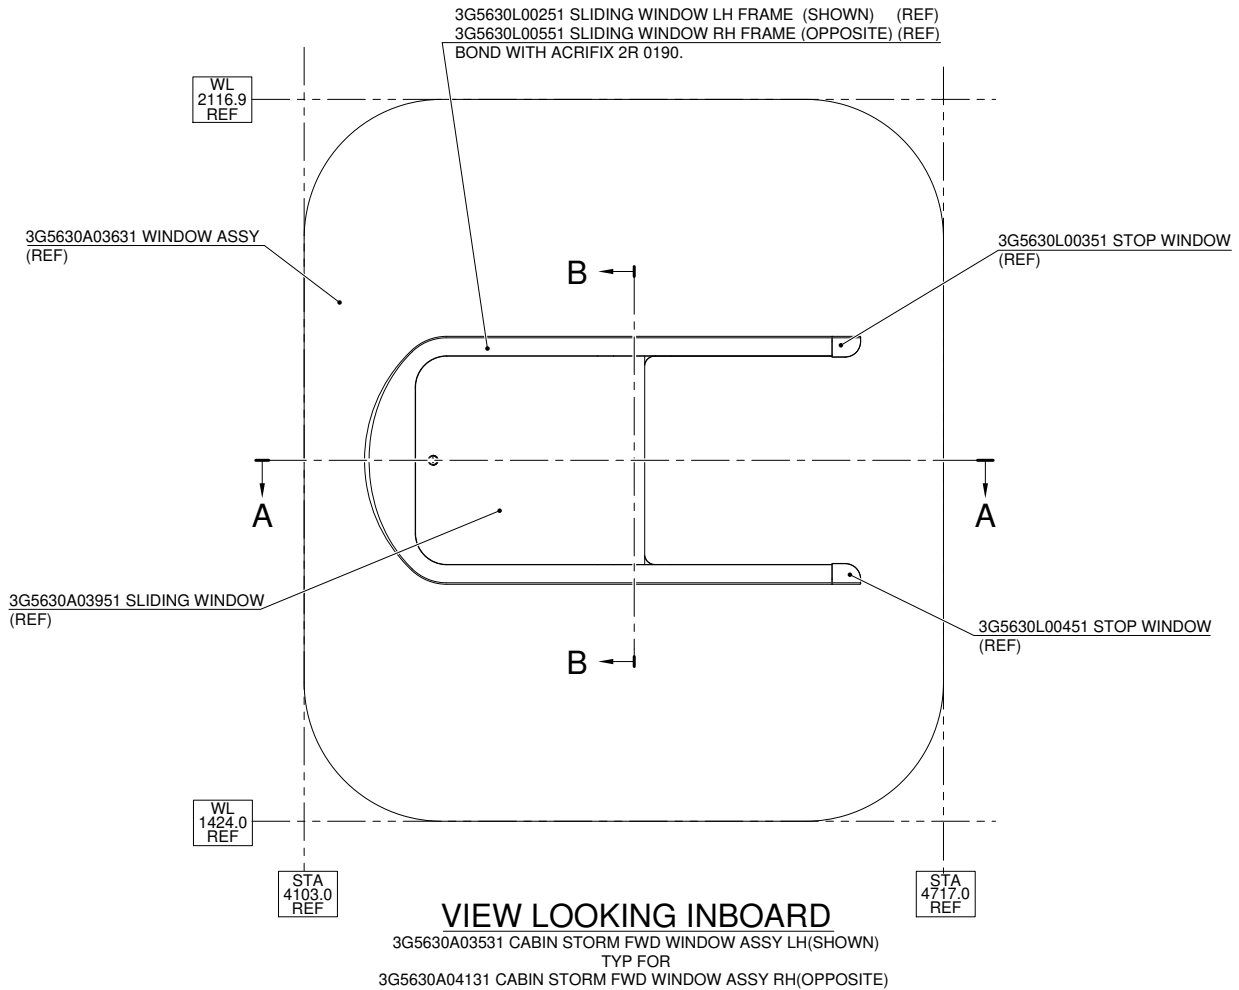 3G5630L00251 SLIDING WINDOW LH FRAME (SHOWN) (REF)
3G5630L00551 SLIDING WINDOW RH FRAME (OPPOSITE) (REF)
BOND WITH ACRIFIX 2R 0190.
WL
2116.9
REF
3G5630A03631 WINDOW ASSY
(REF)
3G5630L00351 STOP WINDOW
(REF)
B
A
A
3G5630A03951 SLIDING WINDOW
(REF)
3G5630L00451 STOP WINDOW
(REF)
B
WL
1424.0
REF
STA
4103.0
REF
STA
4717.0
REF
VIEW LOOKING INBOARD
3G5630A03531 CABIN STORM FWD WINDOW ASSY LH(SHOWN)
TYP FOR
3G5630A04131 CABIN STORM FWD WINDOW ASSY RH(OPPOSITE)